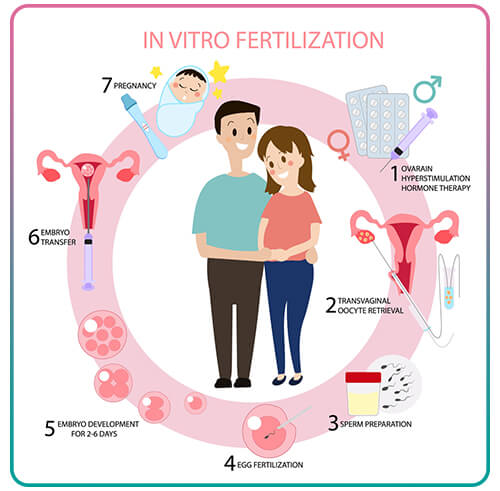 IN VITRO FERTILIZATION
1 OVARAIN
HYPERSTIMULATION
HORMONE THERAPY
2 TRANSVAGINAL
OOCYTE RETRIEVAL
3 SPERM PREPARATION
4 EGG FERTILIZATION
5 EMBRYO DEVELOPMENT
FOR 2-6 DAYS
6 EMBRYO
TRANSFER
7 PREGNANCY